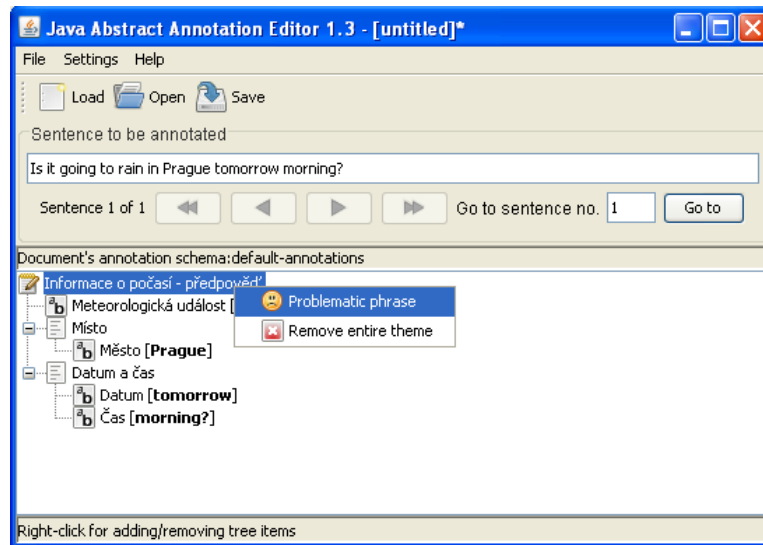 Java Abstract Annotation Editor 1.3 - [untitled]*
File Settings Help
Load Open Save
Sentence to be annotated
Is it going to rain in Prague tomorrow morning?
Sentence 1 of 1 Go to sentence no. 1 Go to
Document's annotation schema:default-annotations
Informace o počasí - předpověď
Problematic phrase
Meteorologická událost [
Remove entire theme
Místo
Město [Prague]
Datum a čas
Datum [tomorrow]
Čas [morning?]
Right-click for adding/removing tree items